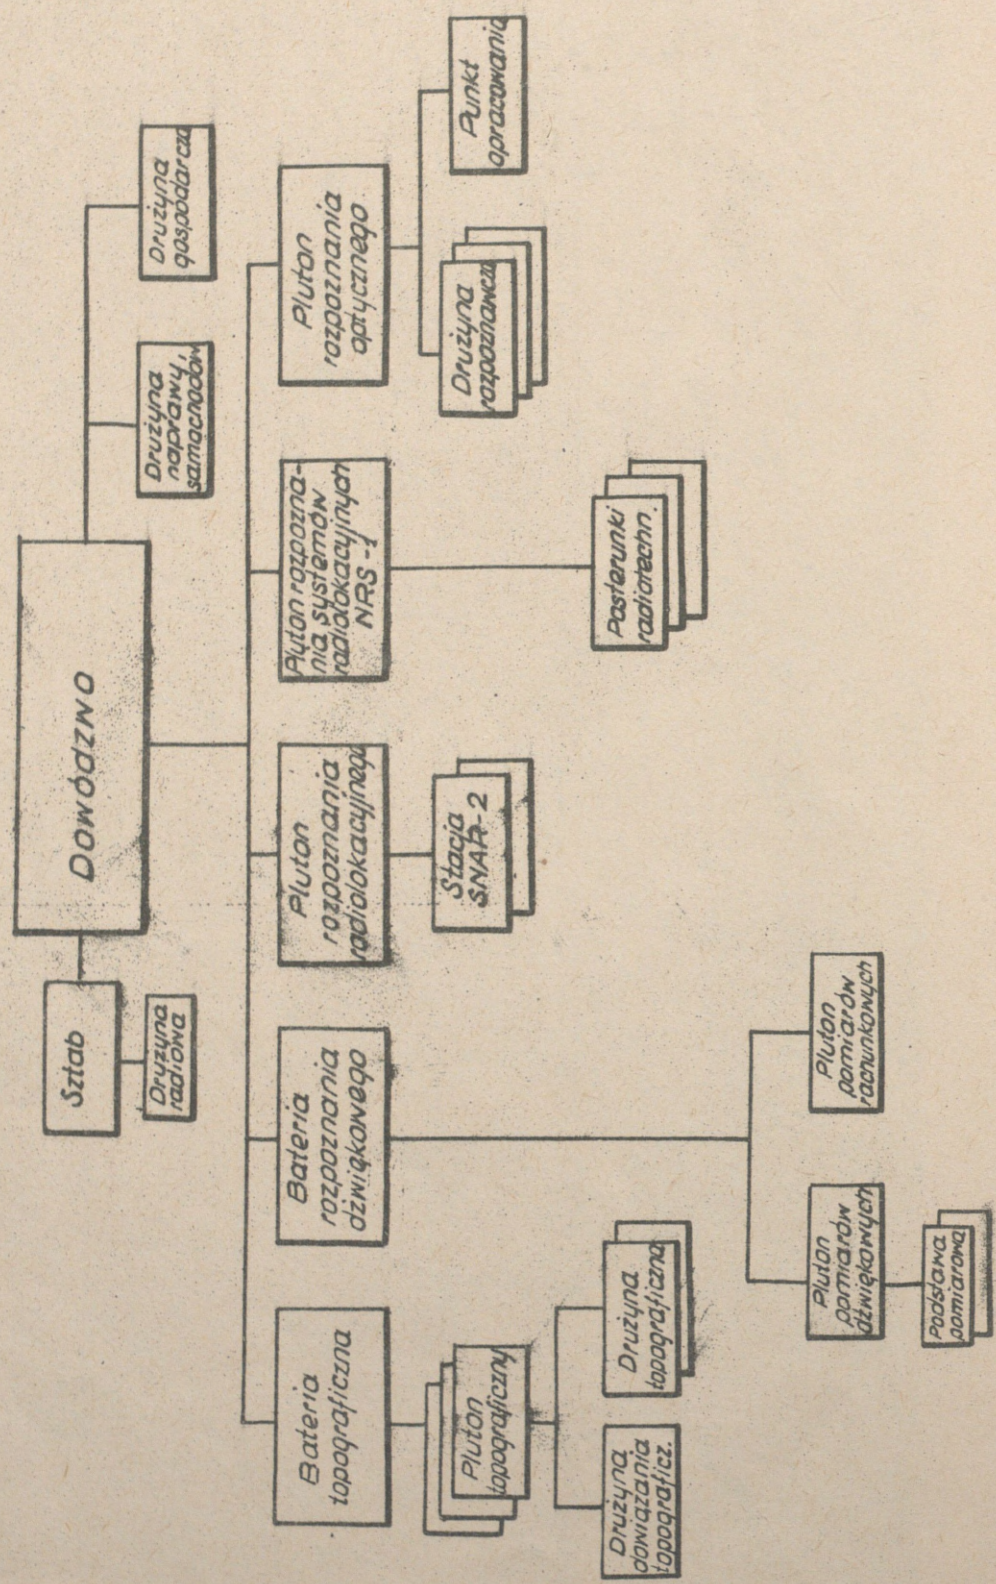 Dowódzwo
Sztab
Drużyna
radiowa
Drużyna
naprawy
samochodów
Drużyna
gospodarcza
Bateria
topograficzna
Bateria
rozpoznania
dźwiękowego
Pluton
rozpoznania
radiolokacyjnego
Pluton rozpozna-
nia systemów
radiolokacyjnych
NRS-1
Pluton
rozpoznania
optycznego
Pluton
topograficzny
Drużyna
dowiązania
topograficz.
Drużyna
topograficzna
Pluton
pomiarów
dźwiękowych
Podstawa
pomiarowa
Pluton
pomiarów
rachunkowych
Stacja
SNAR-2
Posterunki
radiotechn.
Drużyna
rozpoznawcza
Punkt
opracowania